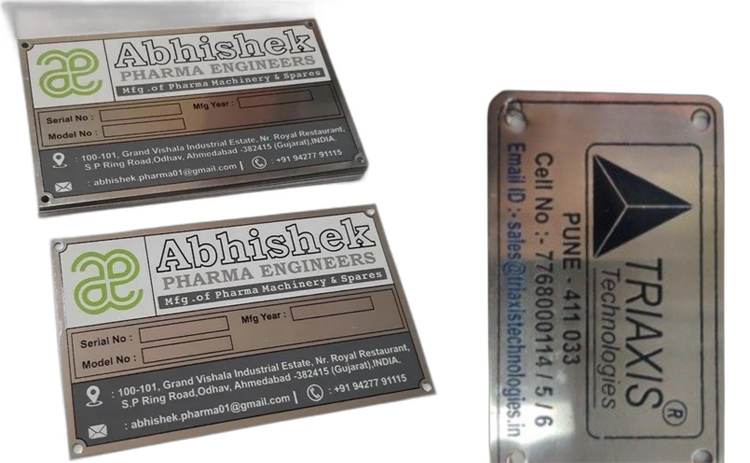 æ
Abhishek
PHARMA ENGINEERS
Mfg.of Pharma Machinery & Spares
Serial No :
Mfg Year :
Model No :
: 100-101, Grand Vishala Industrial Estate, Nr. Royal Restaurant,
S.P Ring Road,Odhav, Ahmedabad -382415 (Gujarat),INDIA.
: abhishek.pharma01@gmail.com | : +91 94277 91115
æ
Abhishek
PHARMA ENGINEERS
Mfg.of Pharma Machinery & Spares
Serial No :
Mfg Year :
Model No :
: 100-101, Grand Vishala Industrial Estate, Nr. Royal Restaurant,
S.P Ring Road,Odhav, Ahmedabad -382415 (Gujarat),INDIA.
: abhishek.pharma01@gmail.com | : +91 94277 91115
TRIAXIS ®
Technologies
PUNE - 411 033
Cell No :- 7768000114 / 5 / 6
Email ID :- sales@triaxistechnologies.in